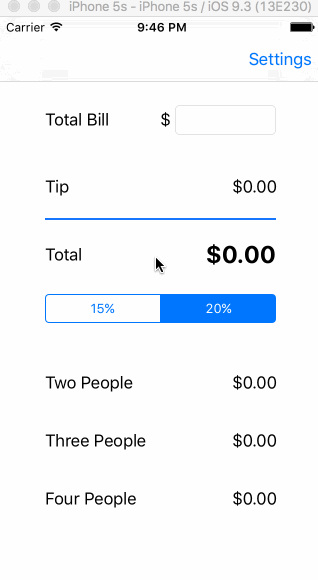 iPhone 5s - iPhone 5s / iOS 9.3 (13E230)
Carrier 9:46 PM
Settings
Total Bill $
Tip $0.00
Total $0.00
15% 20%
Two People $0.00
Three People $0.00
Four People $0.00